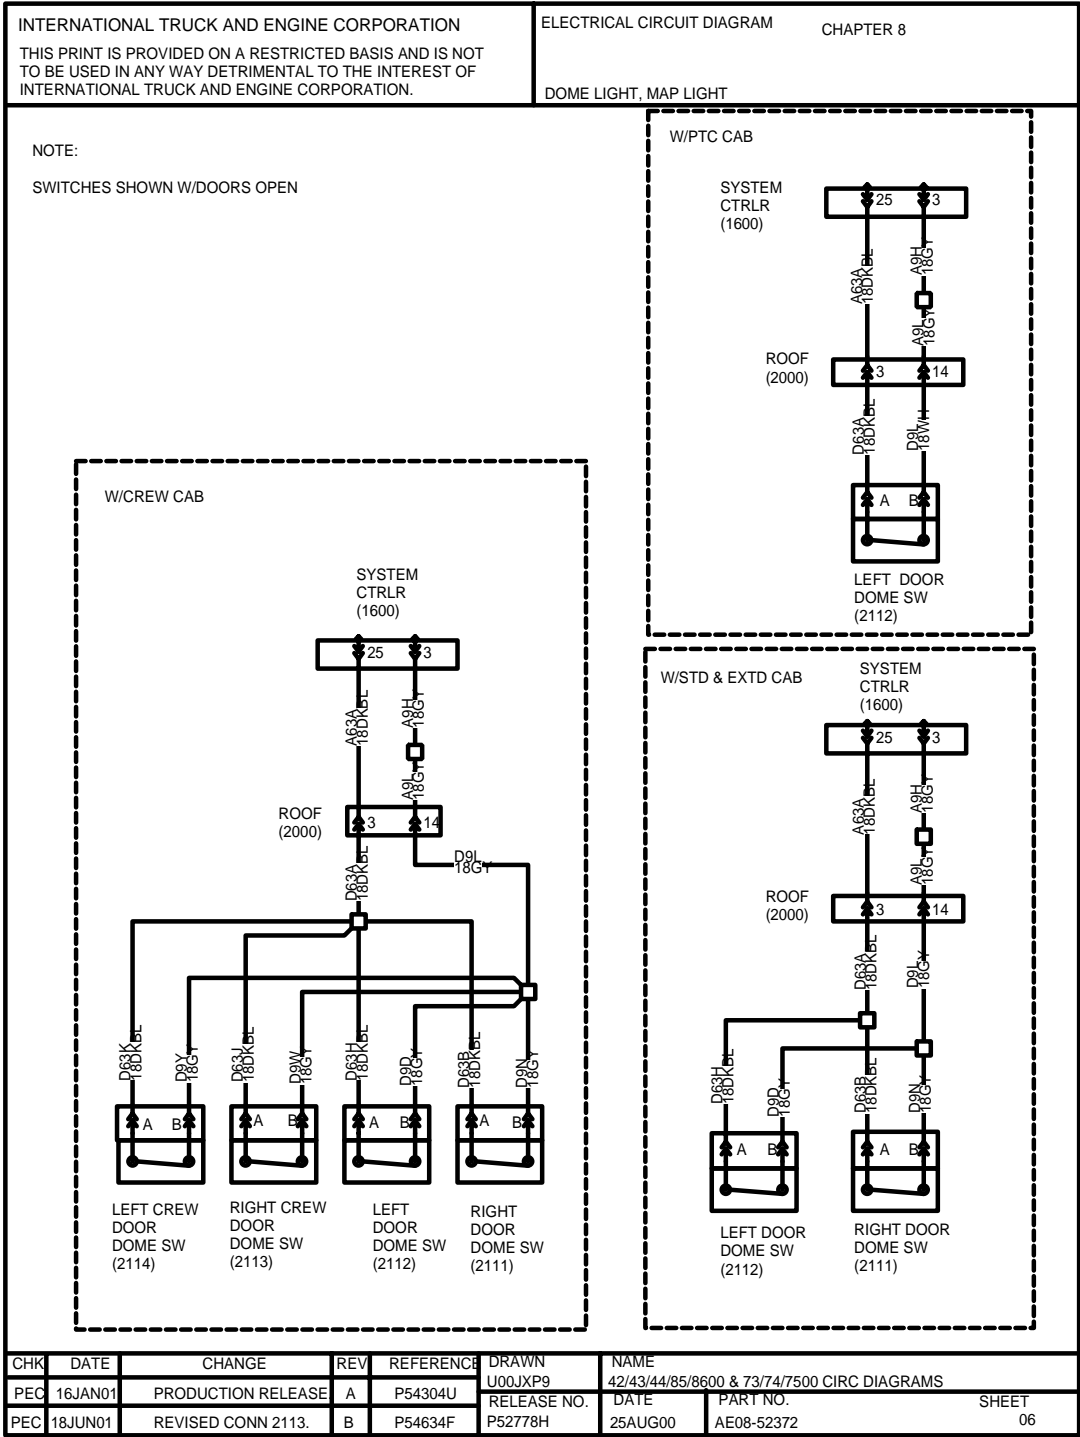 INTERNATIONAL TRUCK AND ENGINE CORPORATION
THIS PRINT IS PROVIDED ON A RESTRICTED BASIS AND IS NOT
TO BE USED IN ANY WAY DETRIMENTAL TO THE INTEREST OF
INTERNATIONAL TRUCK AND ENGINE CORPORATION.
ELECTRICAL CIRCUIT DIAGRAM
CHAPTER 8
DOME LIGHT, MAP LIGHT
NOTE:
SWITCHES SHOWN W/DOORS OPEN
W/PTC CAB
SYSTEM
CTRLR
(1600)
25
3
A63A
18DKBL
A9H
18GY
A9L
18GY
ROOF
(2000)
3
14
D63A
18DKBL
D9L
18WH
A
B
LEFT DOOR
DOME SW
(2112)
W/CREW CAB
SYSTEM
CTRLR
(1600)
25
3
A63A
18DKBL
A9H
18GY
A9L
18GY
ROOF
(2000)
3
14
D63A
18DKBL
D9L
18GY
D63K
18DKBL
D9Y
18GY
D63J
18DKBL
D9W
18GY
D63H
18DKBL
D9D
18GY
D63B
18DKBL
D9N
18GY
A
B
A
B
A
B
A
B
LEFT CREW
DOOR
DOME SW
(2114)
RIGHT CREW
DOOR
DOME SW
(2113)
LEFT
DOOR
DOME SW
(2112)
RIGHT
DOOR
DOME SW
(2111)
W/STD & EXTD CAB
SYSTEM
CTRLR
(1600)
25
3
A63A
18DKBL
A9H
18GY
A9L
18GY
ROOF
(2000)
3
14
D63A
18DKBL
D9L
18GY
D63H
18DKBL
D9D
18GY
D63B
18DKBL
D9N
18GY
A
B
A
B
LEFT DOOR
DOME SW
(2112)
RIGHT DOOR
DOME SW
(2111)
CHK DATE CHANGE REV REFERENCE
PEC 16JAN01 PRODUCTION RELEASE A P54304U
PEC 18JUN01 REVISED CONN 2113. B P54634F
DRAWN
U00JXP9
RELEASE NO.
P52778H
NAME
42/43/44/85/8600 & 73/74/7500 CIRC DIAGRAMS
DATE
25AUG00
PART NO.
AE08-52372
SHEET
06